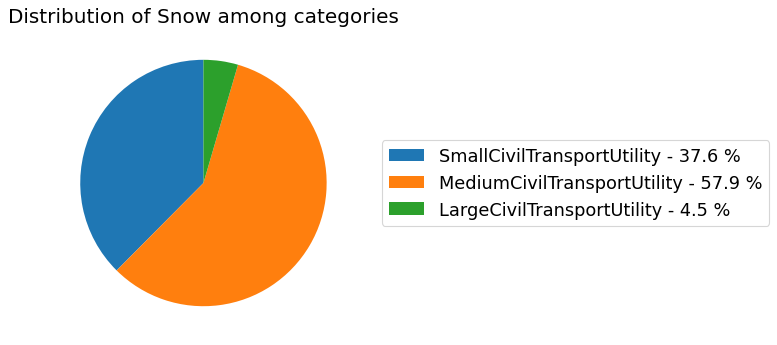 Distribution of Snow among categories
SmallCivilTransportUtility - 37.6 %
MediumCivilTransportUtility - 57.9 %
LargeCivilTransportUtility - 4.5 %